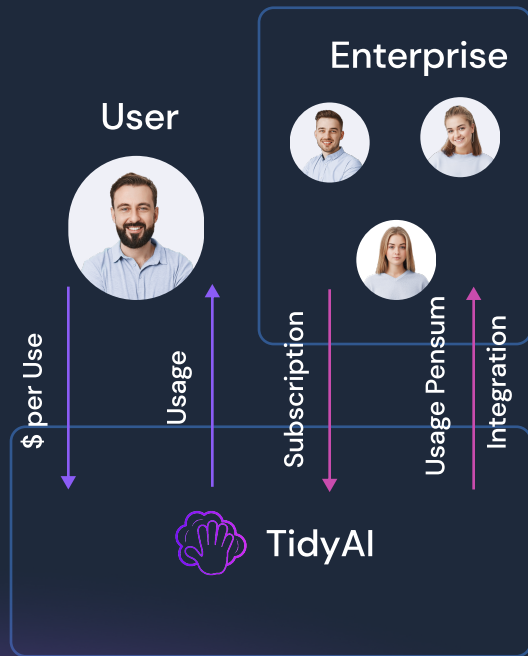 Enterprise
User
$ per Use
Usage
Subscription
Usage Pensum
Integration
TidyAI